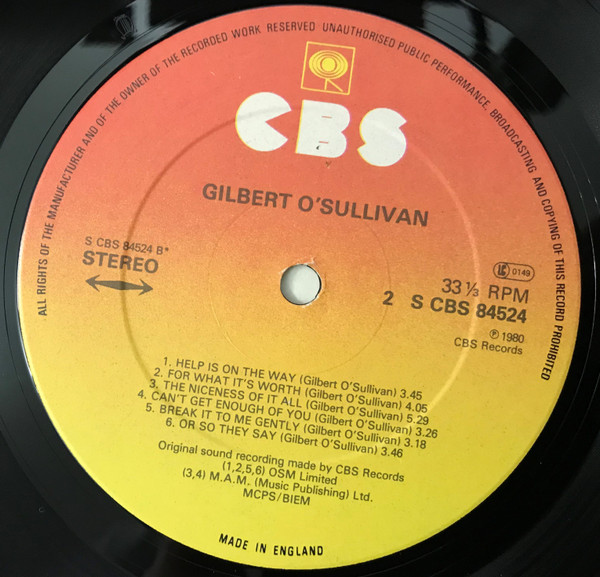 ALL RIGHTS OF THE MANUFACTURER AND OF THE OWNER OF THE RECORDED WORK RESERVED UNAUTHORISED PUBLIC PERFORMANCE, BROADCASTING AND COPYING OF THIS RECORD PROHIBITED
CBS
GILBERT O'SULLIVAN
S CBS 84524 B*
STEREO
LC 0149
33 ⅓ RPM
2 S CBS 84524
℗ 1980
CBS Records
1. HELP IS ON THE WAY (Gilbert O'Sullivan) 3.45
2. FOR WHAT IT'S WORTH (Gilbert O'Sullivan) 4.05
3. THE NICENESS OF IT ALL (Gilbert O'Sullivan) 5.29
4. CAN'T GET ENOUGH OF YOU (Gilbert O'Sullivan) 3.26
5. BREAK IT TO ME GENTLY (Gilbert O'Sullivan) 3.18
6. OR SO THEY SAY (Gilbert O'Sullivan) 3.46
Original sound recording made by CBS Records
(1,2,5,6) OSM Limited
(3,4) M.A.M. (Music Publishing) Ltd.
MCPS/BIEM
MADE IN ENGLAND